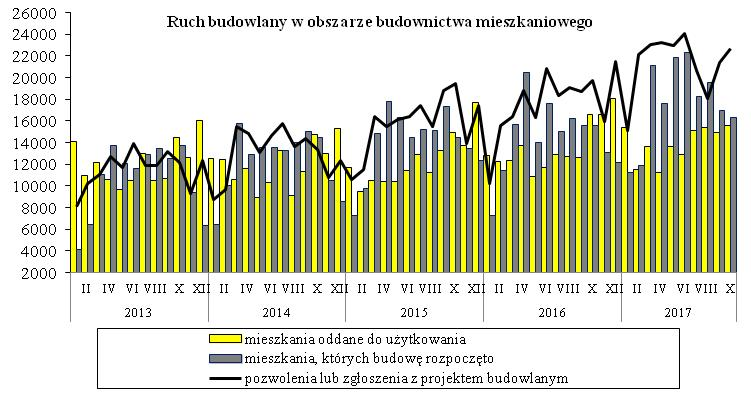 Ruch budowlany w obszarze budownictwa mieszkaniowego
26000
24000
22000
20000
18000
16000
14000
12000
10000
8000
6000
4000
2000
II IV VI VIII X XII II IV VI VIII X XII II IV VI VIII X XII II IV VI VIII X XII II IV VI VIII X
2013 2014 2015 2016 2017
mieszkania oddane do użytkowania
mieszkania, których budowę rozpoczęto
pozwolenia lub zgłoszenia z projektem budowlanym